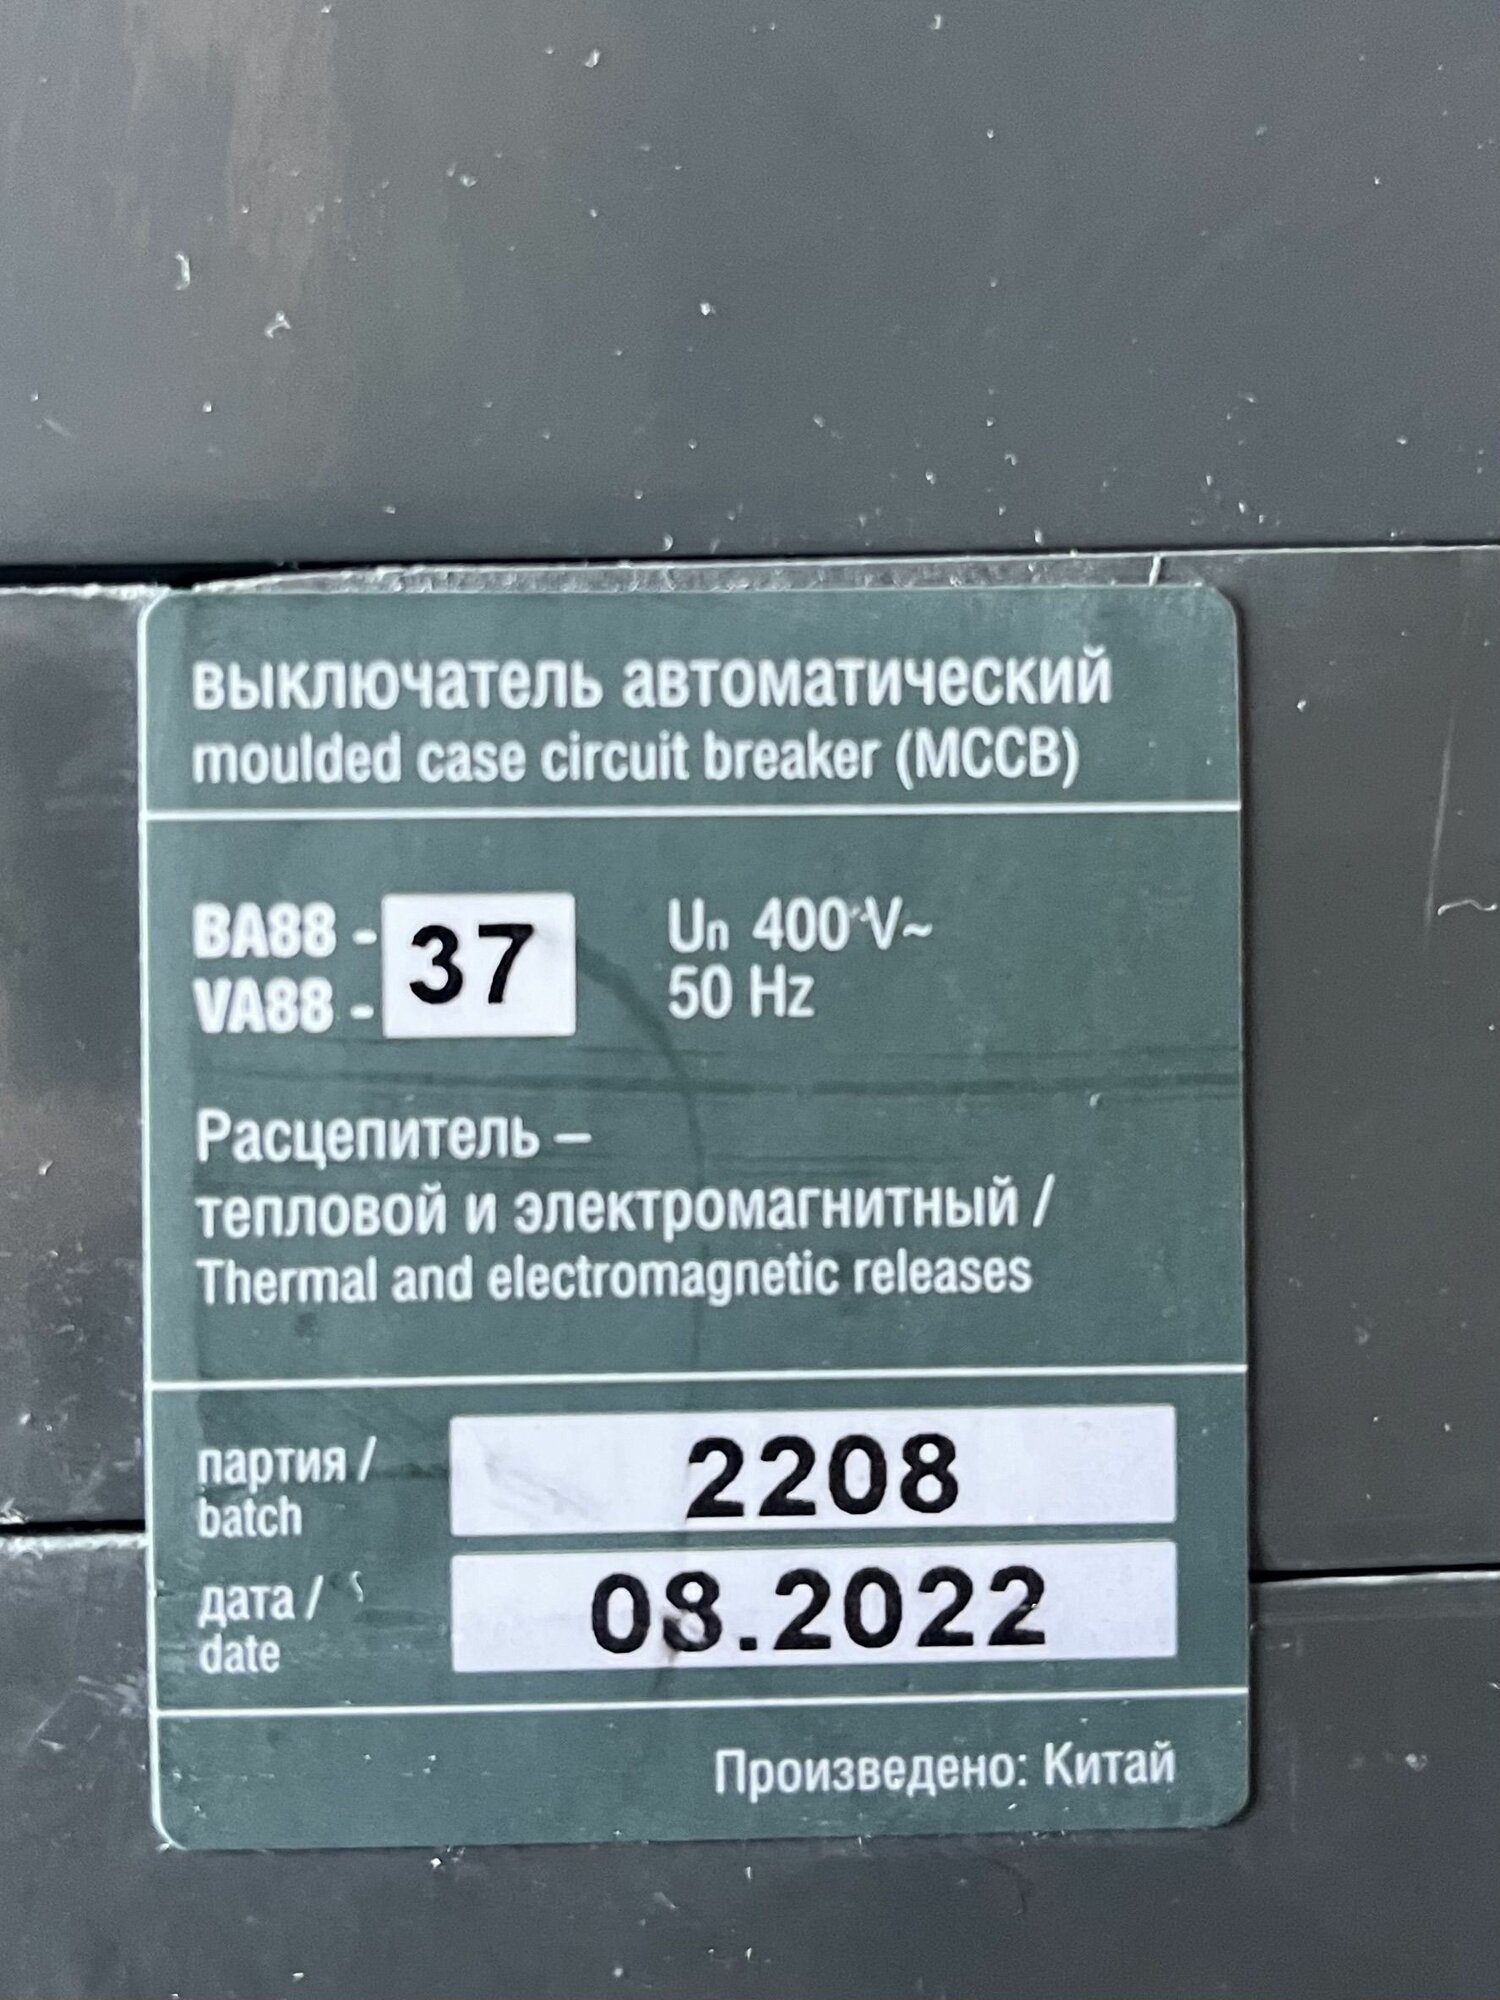 выключатель автоматический
moulded case circuit breaker (MCCB)
ВА88 - 37 Un 400 V~
VA88 - 50 Hz
Расцепитель –
тепловой и электромагнитный /
Thermal and electromagnetic releases
партия / 2208
batch
дата / 08.2022
date
Произведено: Китай